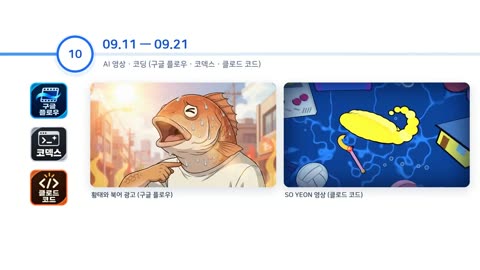 10
09.11 — 09.21
AI 영상 · 코딩 (구글 플로우 · 코덱스 · 클로드 코드)
구글
플로우
코덱스
클로드
코드
황태와 북어 광고 (구글 플로우)
SO YEON 영상 (클로드 코드)